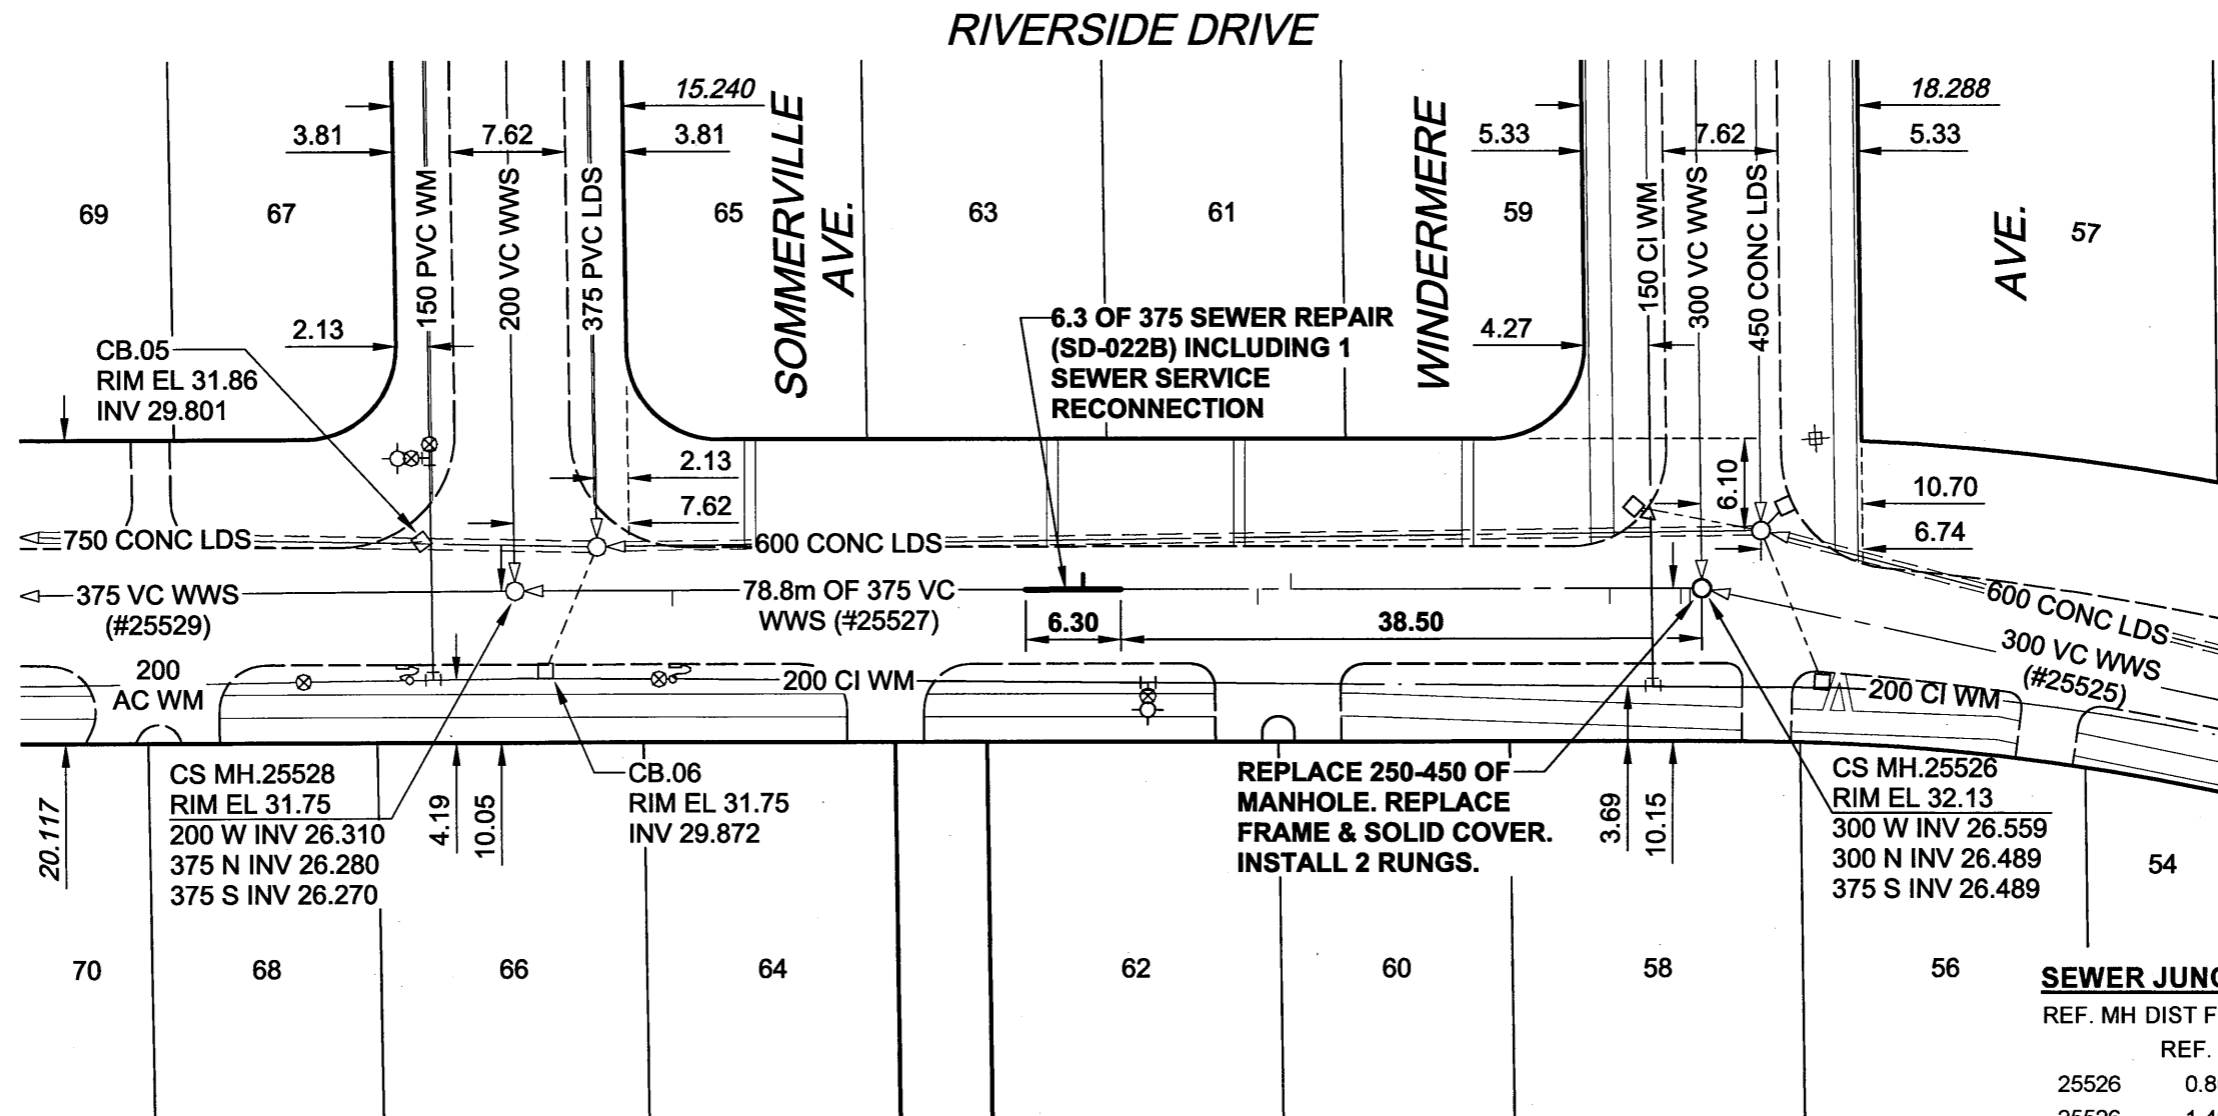 RIVERSIDE DRIVE
15.240
18.288
3.81
7.62
3.81
5.33
7.62
5.33
SOMMERVILLE
AVE.
WINDERMERE
AVE.
150 PVC WM
200 VC WWS
375 PVC LDS
150 CI WM
300 VC WWS
450 CONC LDS
69
67
65
63
61
59
57
2.13
4.27
CB.05
RIM EL 31.86
INV 29.801
6.3 OF 375 SEWER REPAIR
(SD-022B) INCLUDING 1
SEWER SERVICE
RECONNECTION
2.13
7.62
6.10
10.70
6.74
750 CONC LDS
600 CONC LDS
600 CONC LDS
375 VC WWS
(#25529)
78.8m OF 375 VC
WWS (#25527)
6.30
38.50
300 VC WWS
(#25525)
200
AC WM
200 CI WM
200 CI WM
20.117
CS MH.25528
RIM EL 31.75
200 W INV 26.310
375 N INV 26.280
375 S INV 26.270
4.19
10.05
CB.06
RIM EL 31.75
INV 29.872
REPLACE 250-450 OF
MANHOLE. REPLACE
FRAME & SOLID COVER.
INSTALL 2 RUNGS.
3.69
10.15
CS MH.25526
RIM EL 32.13
300 W INV 26.559
300 N INV 26.489
375 S INV 26.489
54
70
68
66
64
62
60
58
56
SEWER JUNC
REF. MH DIST F
REF.
25526 0.8